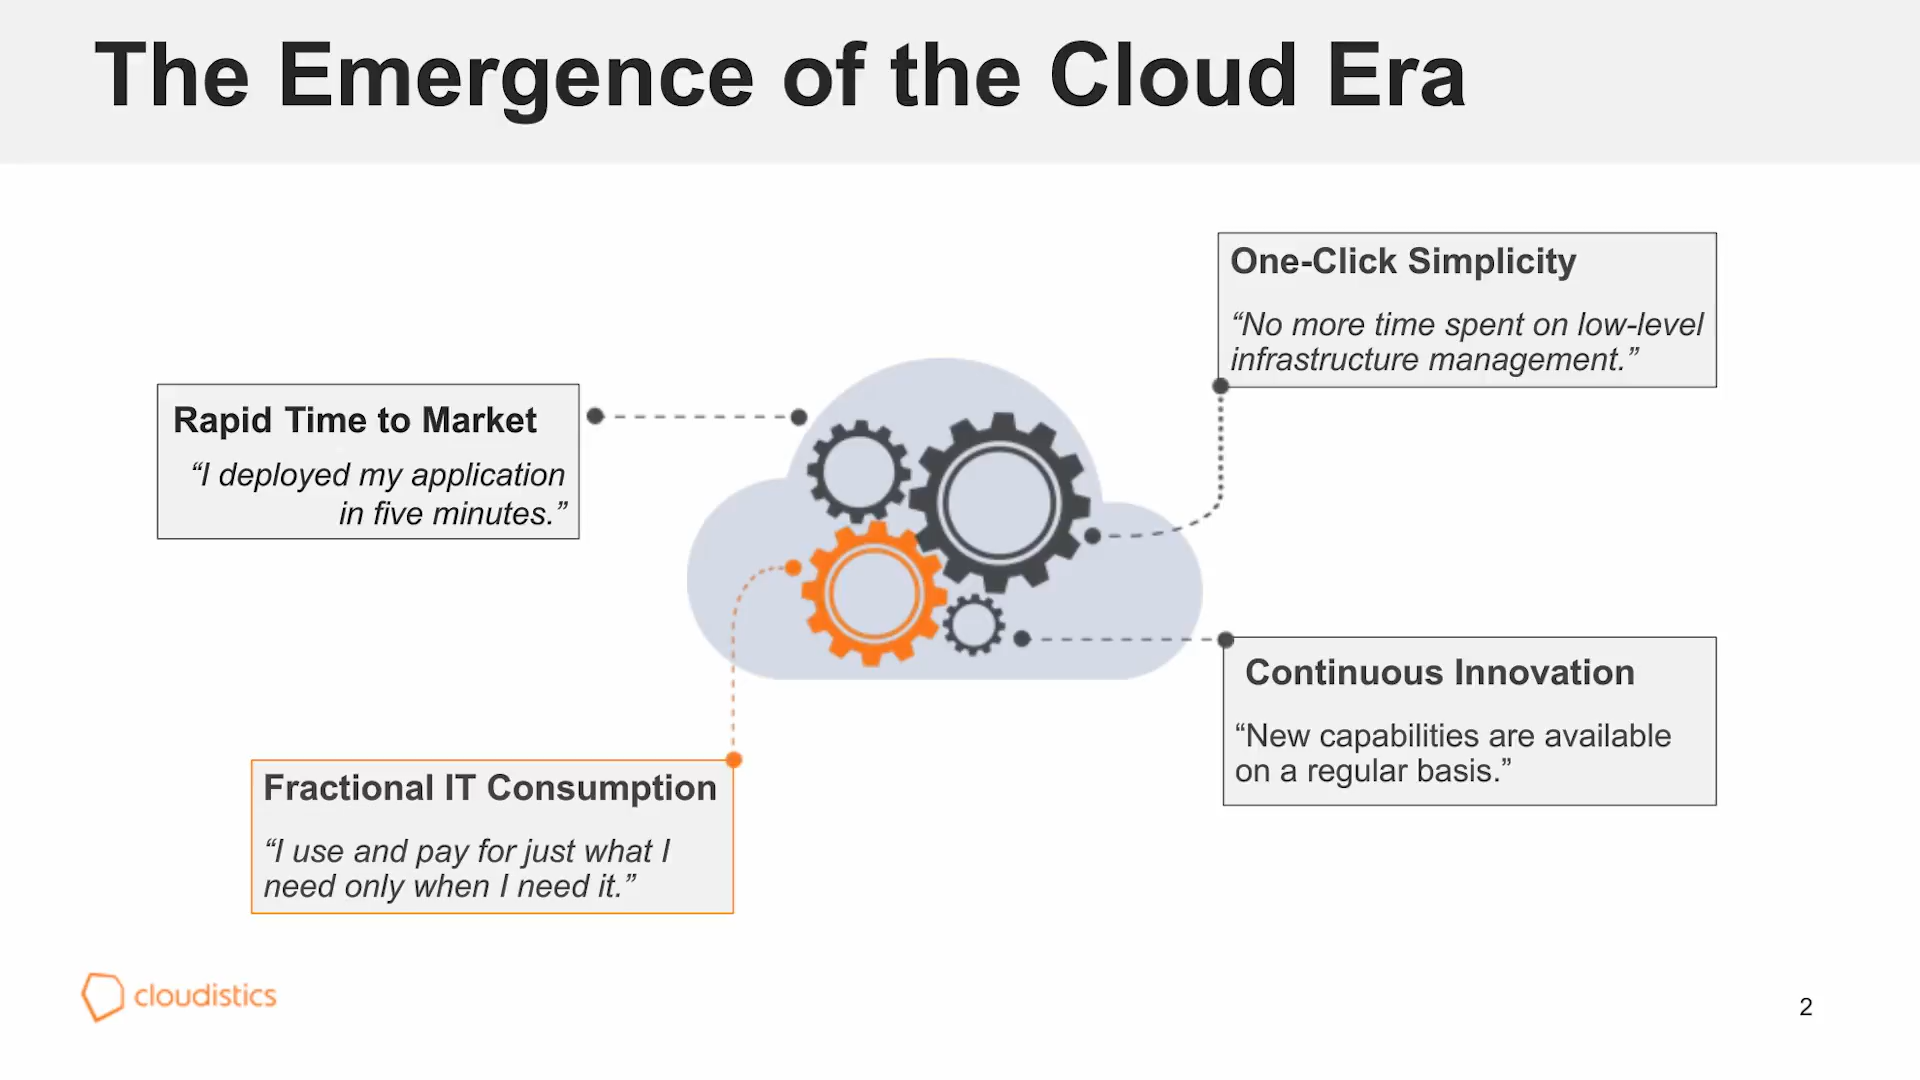 The Emergence of the Cloud Era
One-Click Simplicity
“No more time spent on low-level
infrastructure management.”
Rapid Time to Market
“I deployed my application
in five minutes.”
Continuous Innovation
“New capabilities are available
on a regular basis.”
Fractional IT Consumption
“I use and pay for just what I
need only when I need it.”
cloudistics
2